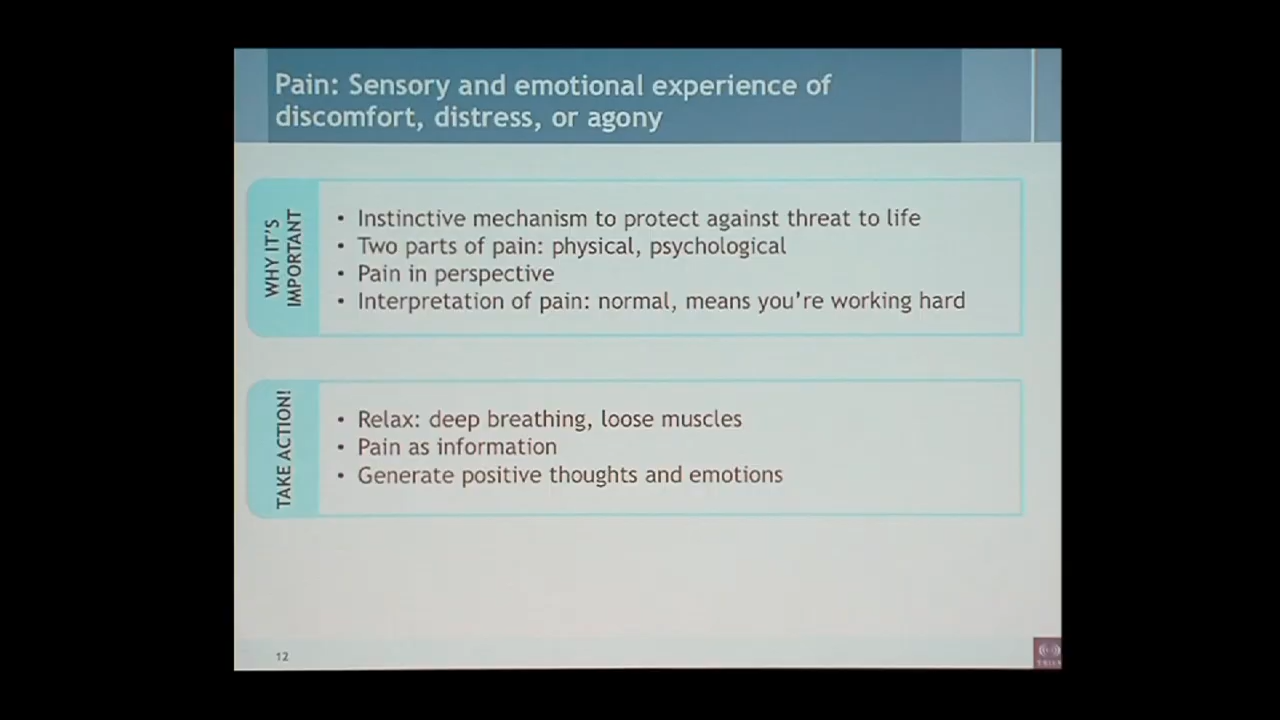 Pain: Sensory and emotional experience of
discomfort, distress, or agony
WHY IT'S
IMPORTANT
• Instinctive mechanism to protect against threat to life
• Two parts of pain: physical, psychological
• Pain in perspective
• Interpretation of pain: normal, means you're working hard
TAKE ACTION!
• Relax: deep breathing, loose muscles
• Pain as information
• Generate positive thoughts and emotions
12